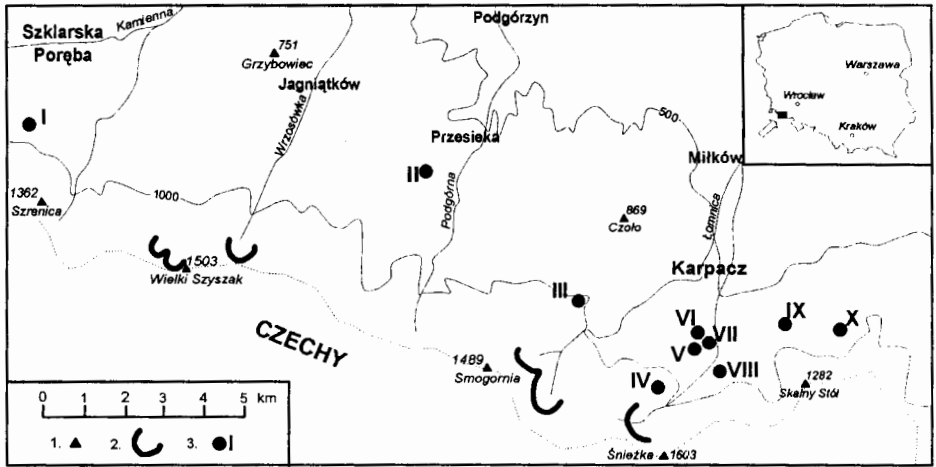 Szklarska
Poręba
Kamienna
751
Grzybowiec
Jagniątków
Wrzosówka
Podgórzyn
Przesieka
Podgórna
500
Miłków
Łomnica
Warszawa
Wrocław
Kraków
I
II
1362
Szrenica
1000
1503
Wielki Szyszak
869
Czoło
Karpacz
III
CZECHY
1489
Smogornia
VI
VII
V
VIII
IV
IX
X
1282
Skalny Stół
Śnieżka 1603
0 1 2 3 4 5 km
1. 2. 3. I